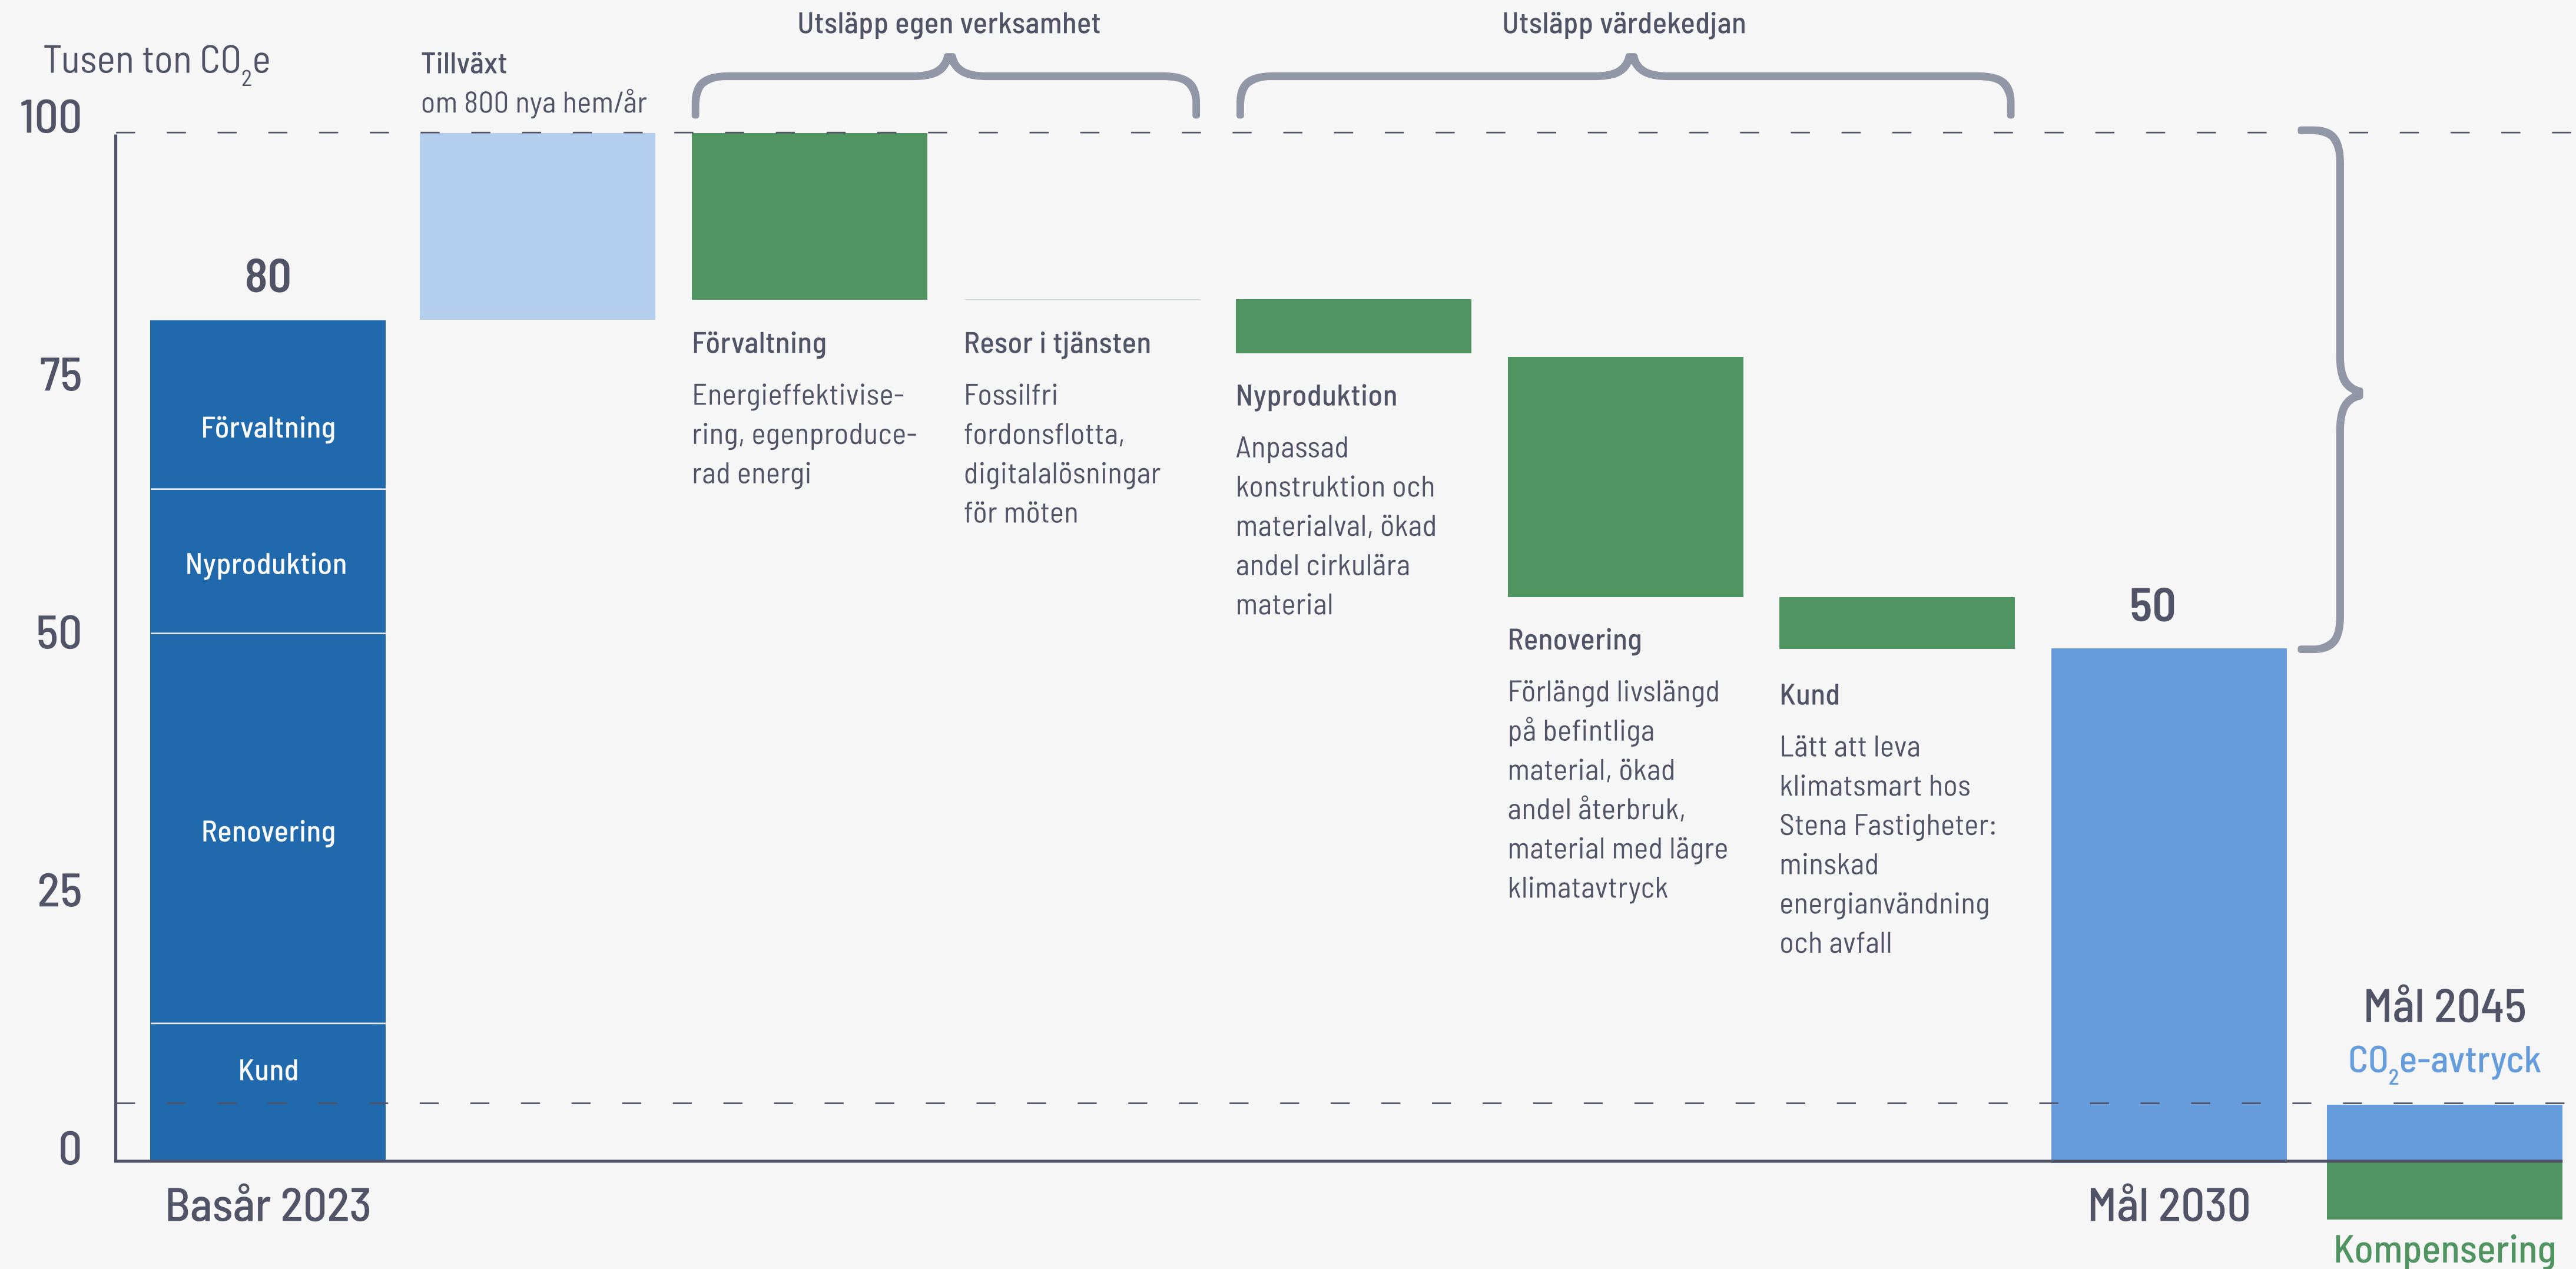 Tusen ton CO₂e
100
75
50
25
0
80
Förvaltning
Nyproduktion
Renovering
Kund
Basår 2023
Tillväxt
om 800 nya hem/år
Utsläpp egen verksamhet
Förvaltning
Energieffektivise-
ring, egenproduce-
rad energi
Resor i tjänsten
Fossilfri
fordonsflotta,
digitalalösningar
för möten
Utsläpp värdekedjan
Nyproduktion
Anpassad
konstruktion och
materialval, ökad
andel cirkulära
material
Renovering
Förlängd livslängd
på befintliga
material, ökad
andel återbruk,
material med lägre
klimatavtryck
Kund
Lätt att leva
klimatsmart hos
Stena Fastigheter:
minskad
energianvändning
och avfall
50
Mål 2030
Mål 2045
CO₂e-avtryck
Kompensering